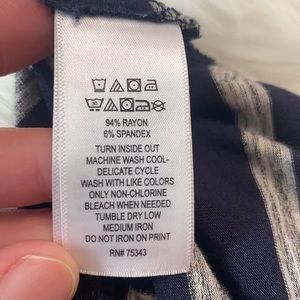 94% RAYON
6% SPANDEX
TURN INSIDE OUT
MACHINE WASH COOL-
DELICATE CYCLE
WASH WITH LIKE COLORS
ONLY NON-CHLORINE
BLEACH WHEN NEEDED
TUMBLE DRY LOW
MEDIUM IRON
DO NOT IRON ON PRINT
RN# 75343